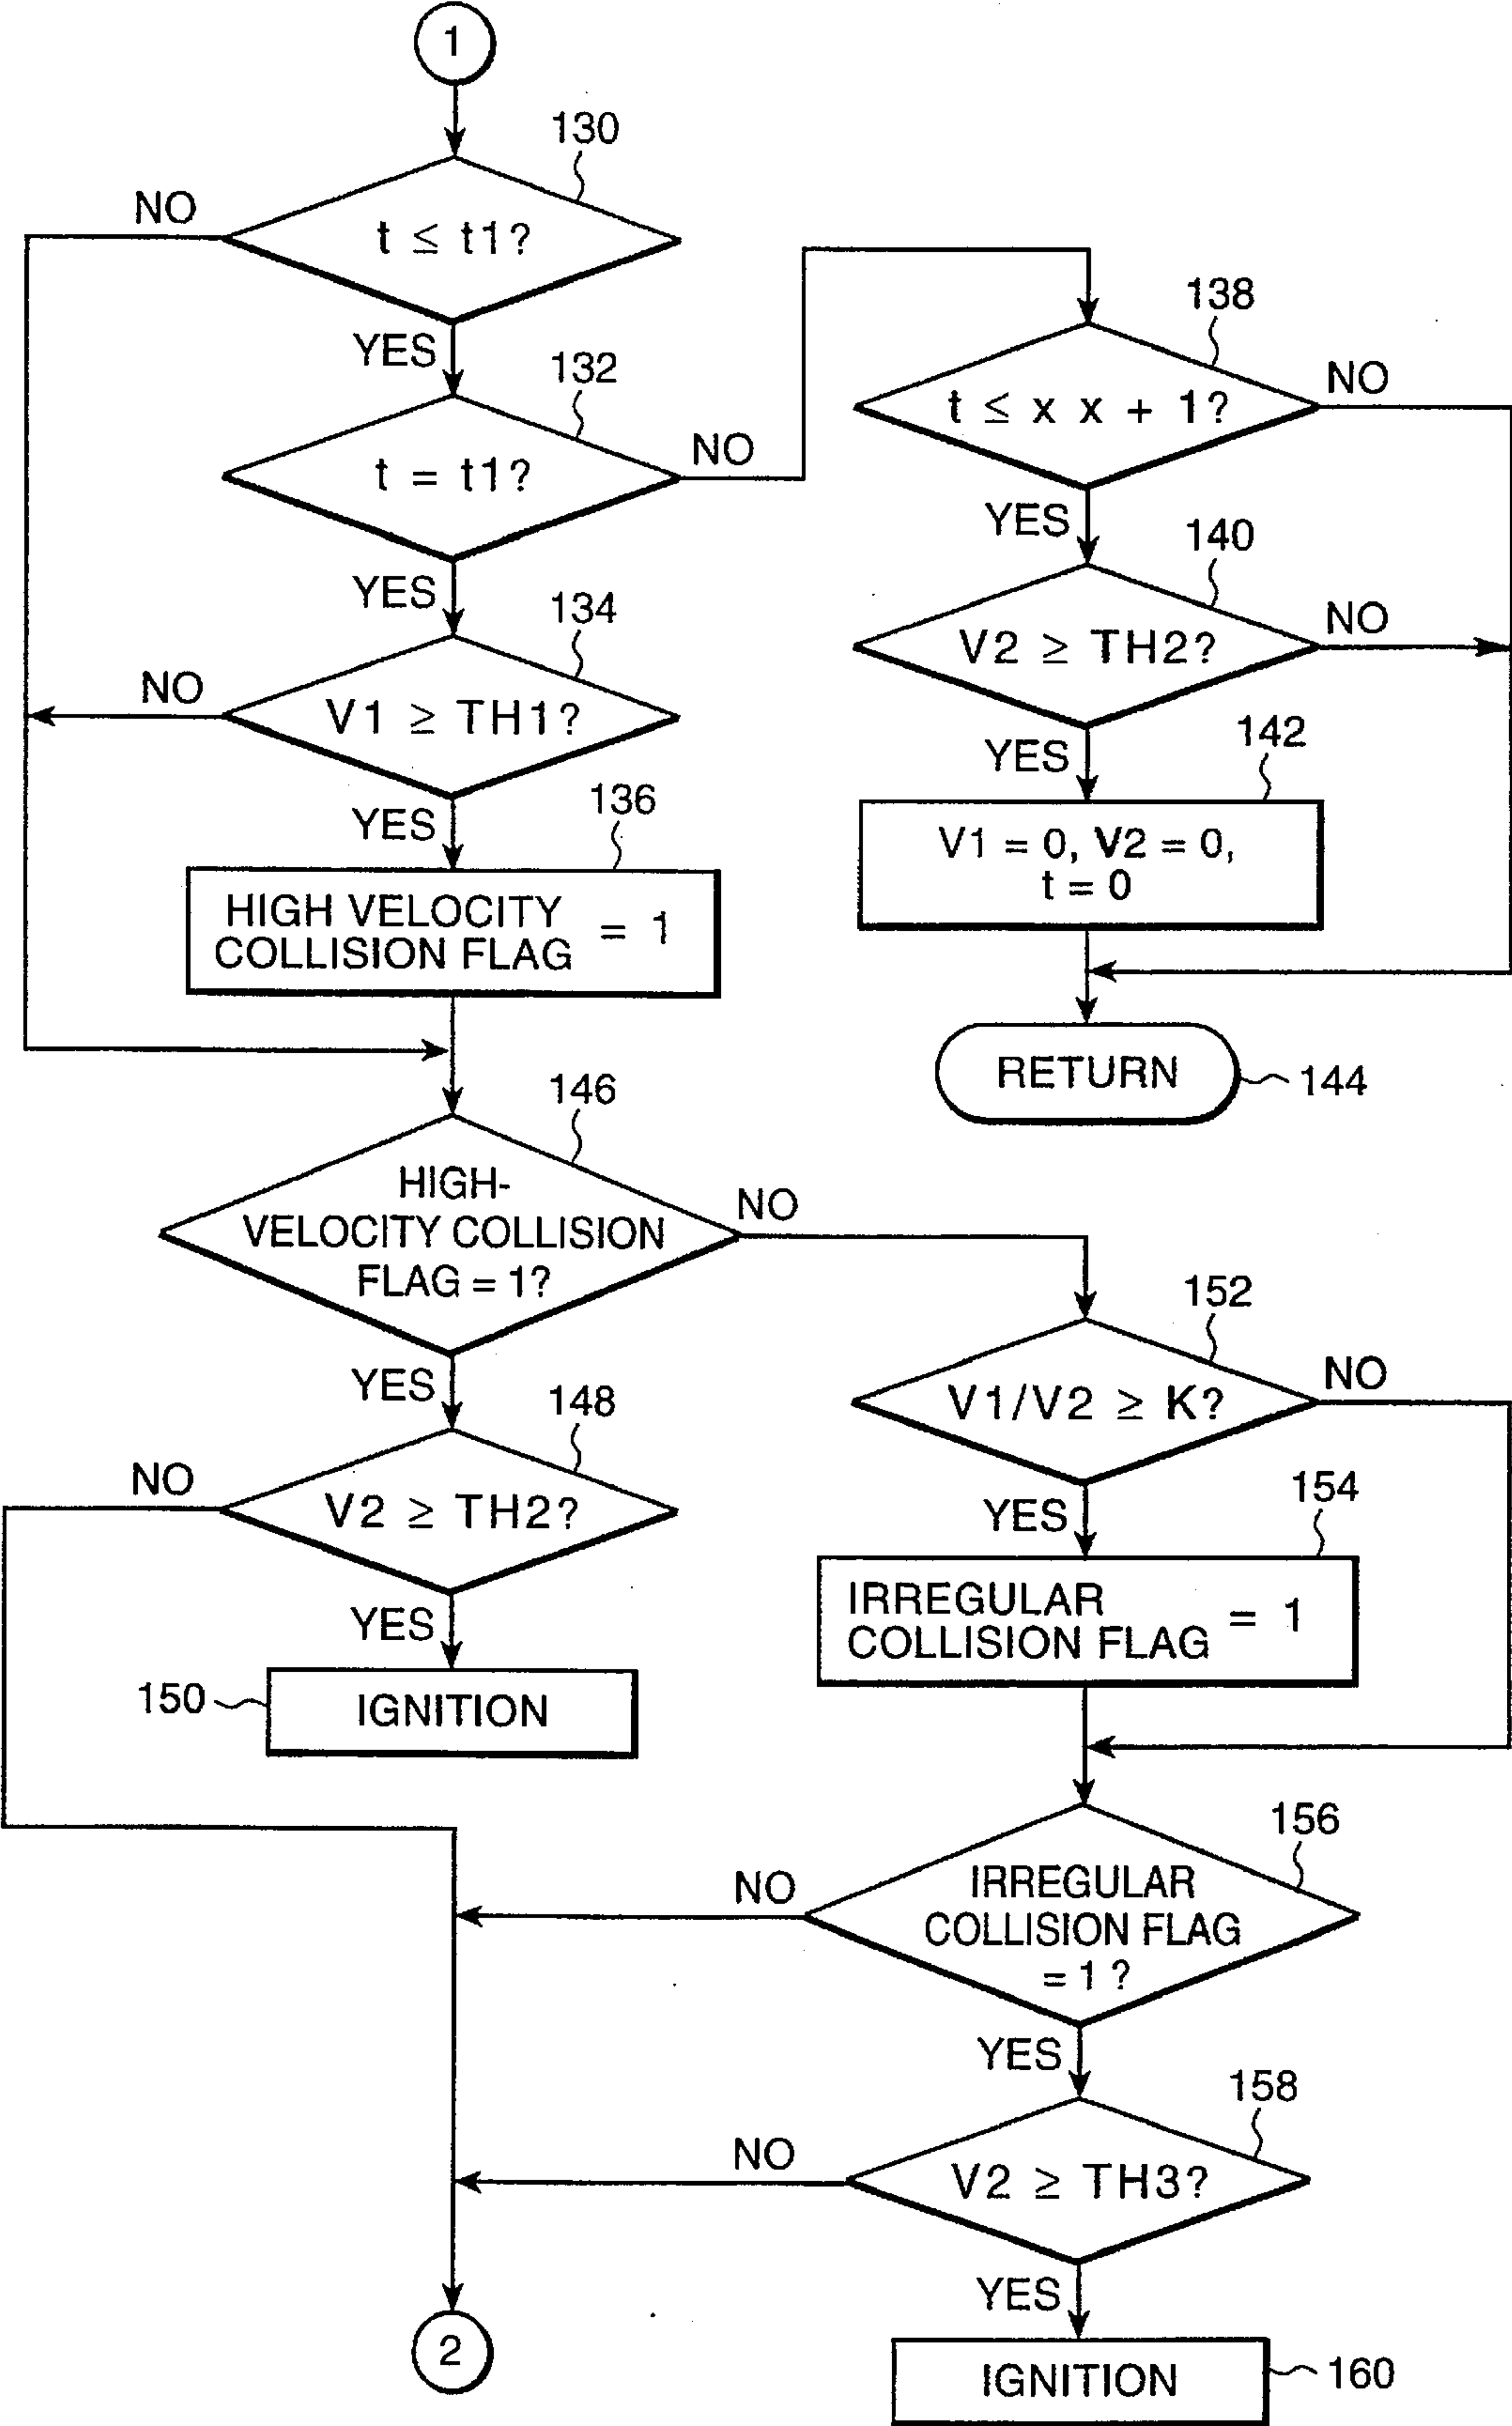 1
130
NO
t ≤ t1?
YES
132
t = t1?
NO
YES
134
NO
V1 ≥ TH1?
YES
136
HIGH VELOCITY
COLLISION FLAG = 1
138
t ≤ x x + 1?
NO
YES
140
V2 ≥ TH2?
NO
YES
142
V1 = 0, V2 = 0,
t = 0
RETURN
144
146
HIGH-
VELOCITY COLLISION
FLAG = 1?
NO
YES
148
NO
V2 ≥ TH2?
YES
150
IGNITION
152
V1/V2 ≥ K?
NO
YES
154
IRREGULAR
COLLISION FLAG = 1
156
NO
IRREGULAR
COLLISION FLAG
= 1 ?
YES
158
NO
V2 ≥ TH3?
YES
2
IGNITION
160